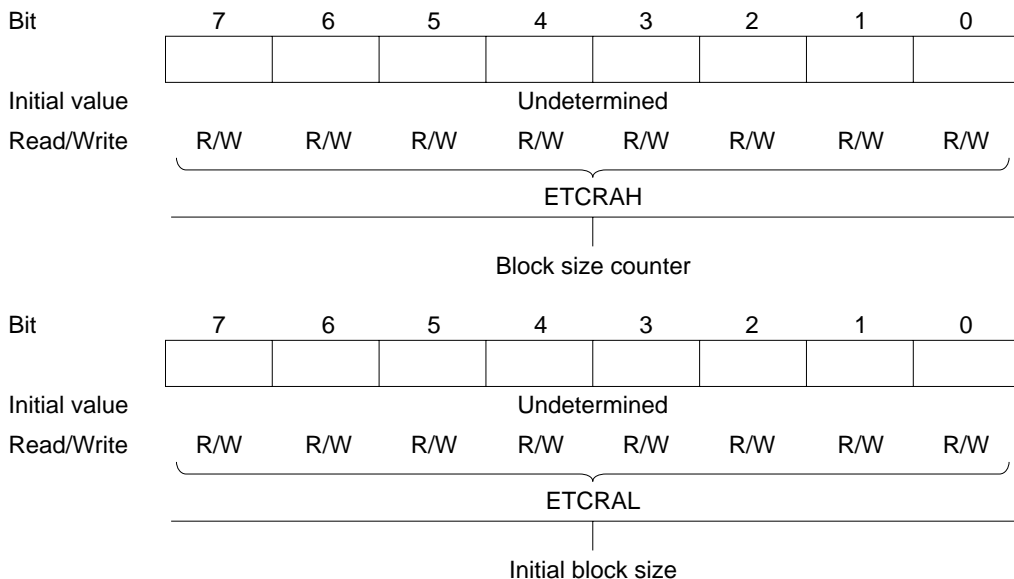 Bit 7 6 5 4 3 2 1 0
Initial value Undetermined
Read/Write R/W R/W R/W R/W R/W R/W R/W R/W
ETCRAH
Block size counter
Bit 7 6 5 4 3 2 1 0
Initial value Undetermined
Read/Write R/W R/W R/W R/W R/W R/W R/W R/W
ETCRAL
Initial block size